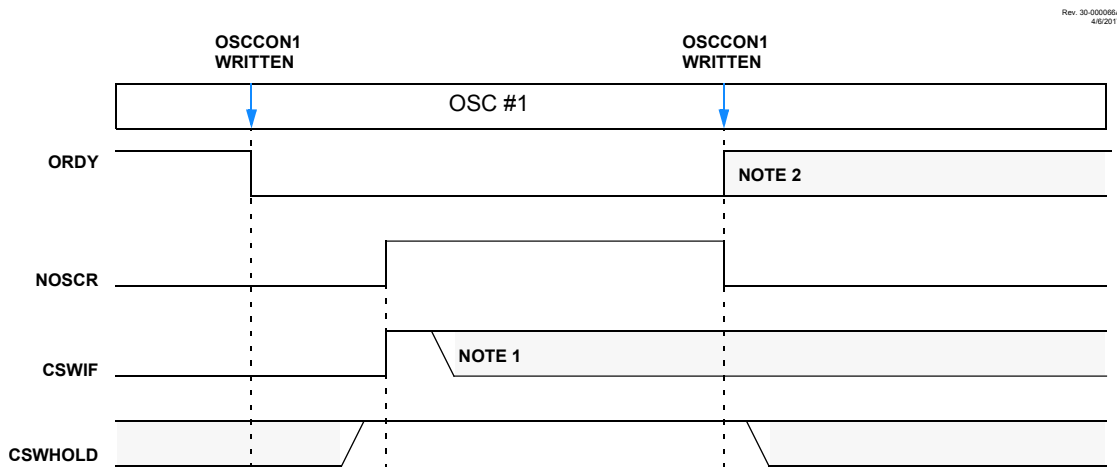 Rev. 30-000066A
4/6/2017
OSCCON1
WRITTEN
OSCCON1
WRITTEN
OSC #1
ORDY
NOTE 2
NOSCR
CSWIF
NOTE 1
CSWHOLD